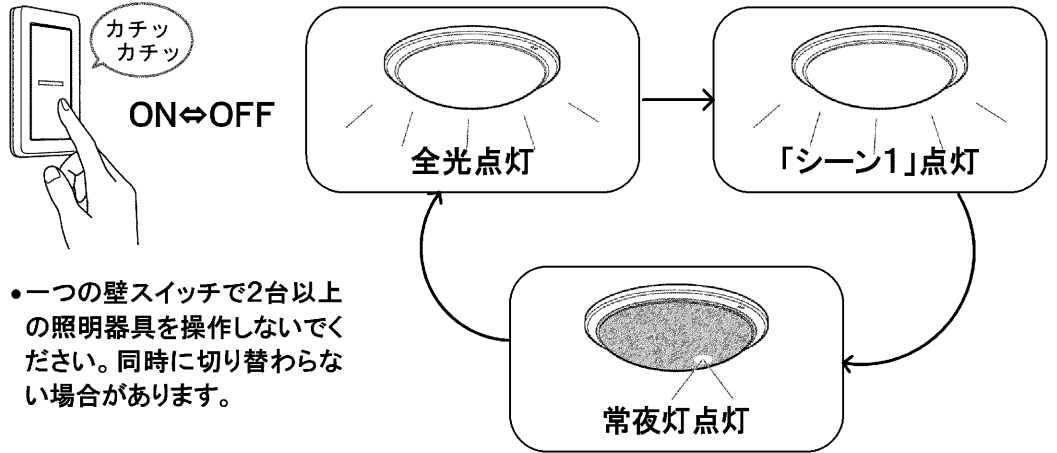 カチッ
カチッ
ON⇔OFF
全光点灯
「シーン1」点灯
常夜灯点灯
•一つの壁スイッチで2台以上
の照明器具を操作しないでく
ださい。同時に切り替わらな
い場合があります。